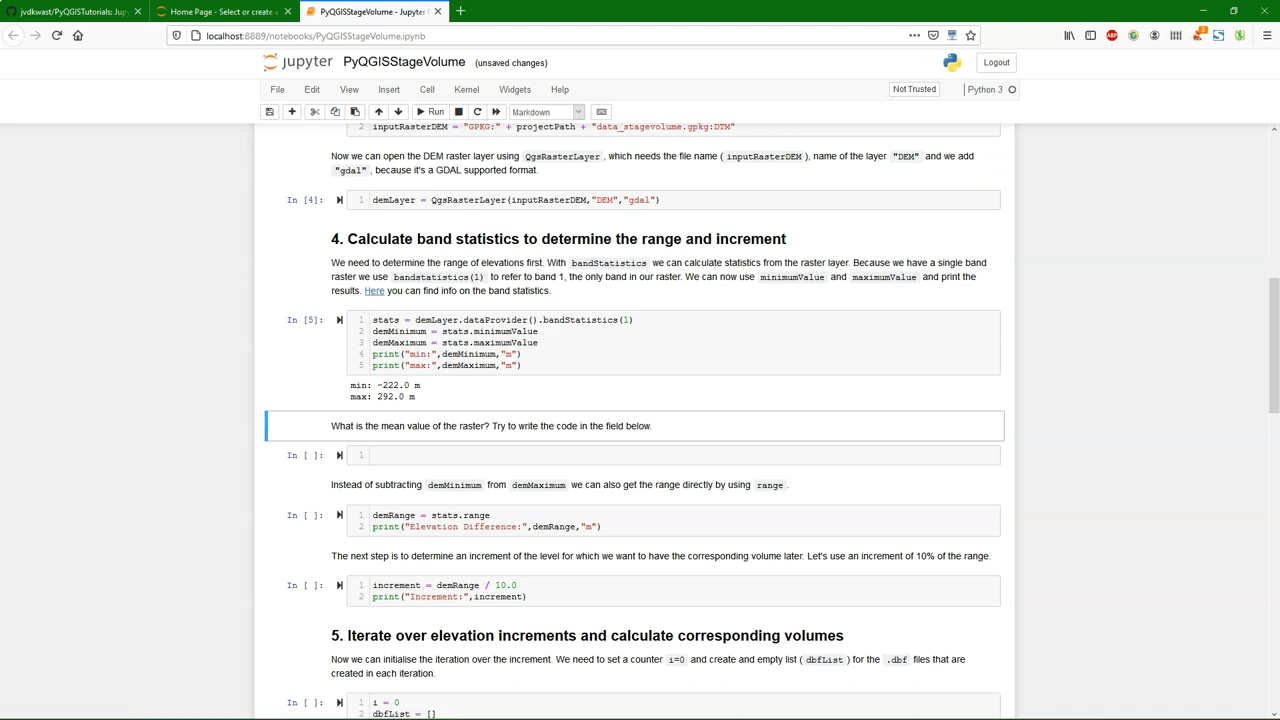 jvdkwast/PyQGISTutorials: Jup
Home Page - Select or create a
PyQGISStageVolume - Jupyter
localhost:8889/notebooks/PyQGISStageVolume.ipynb
jupyter PyQGISStageVolume (unsaved changes)
Logout
File Edit View Insert Cell Kernel Widgets Help
Not Trusted
Python 3
Run
Markdown
2 inputRasterDEM = "GPKG:" + projectPath + "data_stagevolume.gpkg:DTM"
Now we can open the DEM raster layer using QgsRasterLayer, which needs the file name ( inputRasterDEM ), name of the layer "DEM" and we add
"gdal", because it's a GDAL supported format.
In [4]: 1 demLayer = QgsRasterLayer(inputRasterDEM,"DEM","gdal")
4. Calculate band statistics to determine the range and increment
We need to determine the range of elevations first. With bandStatistics we can calculate statistics from the raster layer. Because we have a single band
raster we use bandstatistics(1) to refer to band 1, the only band in our raster. We can now use minimumValue and maximumValue and print the
results. Here you can find info on the band statistics.
In [5]: 1 stats = demLayer.dataProvider().bandStatistics(1)
2 demMinimum = stats.minimumValue
3 demMaximum = stats.maximumValue
4 print("min:",demMinimum,"m")
5 print("max:",demMaximum,"m")
min: -222.0 m
max: 292.0 m
What is the mean value of the raster? Try to write the code in the field below.
In [ ]: 1
Instead of subtracting demMinimum from demMaximum we can also get the range directly by using range.
In [ ]: 1 demRange = stats.range
2 print("Elevation Difference:",demRange,"m")
The next step is to determine an increment of the level for which we want to have the corresponding volume later. Let's use an increment of 10% of the range.
In [ ]: 1 increment = demRange / 10.0
2 print("Increment:",increment)
5. Iterate over elevation increments and calculate corresponding volumes
Now we can initialise the iteration over the increment. We need to set a counter i=0 and create and empty list ( dbfList ) for the .dbf files that are
created in each iteration.
In [ ]: 1 i = 0
2 dbfList = []